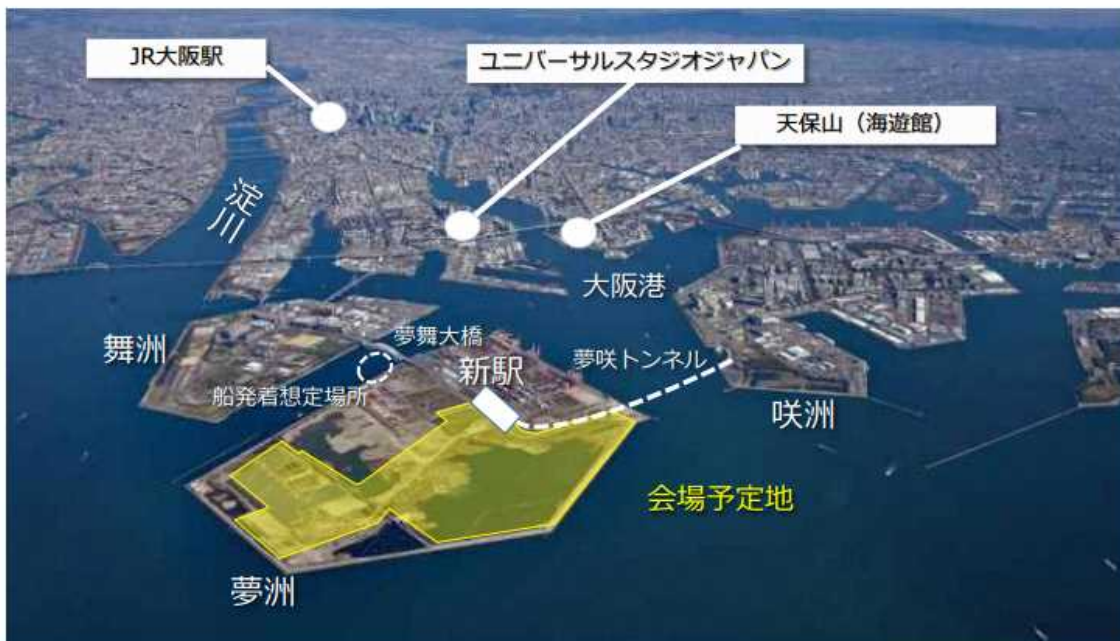 JR大阪駅
ユニバーサルスタジオジャパン
天保山（海遊館）
淀川
大阪港
舞洲
夢舞大橋
新駅
夢咲トンネル
船発着想定場所
咲洲
会場予定地
夢洲